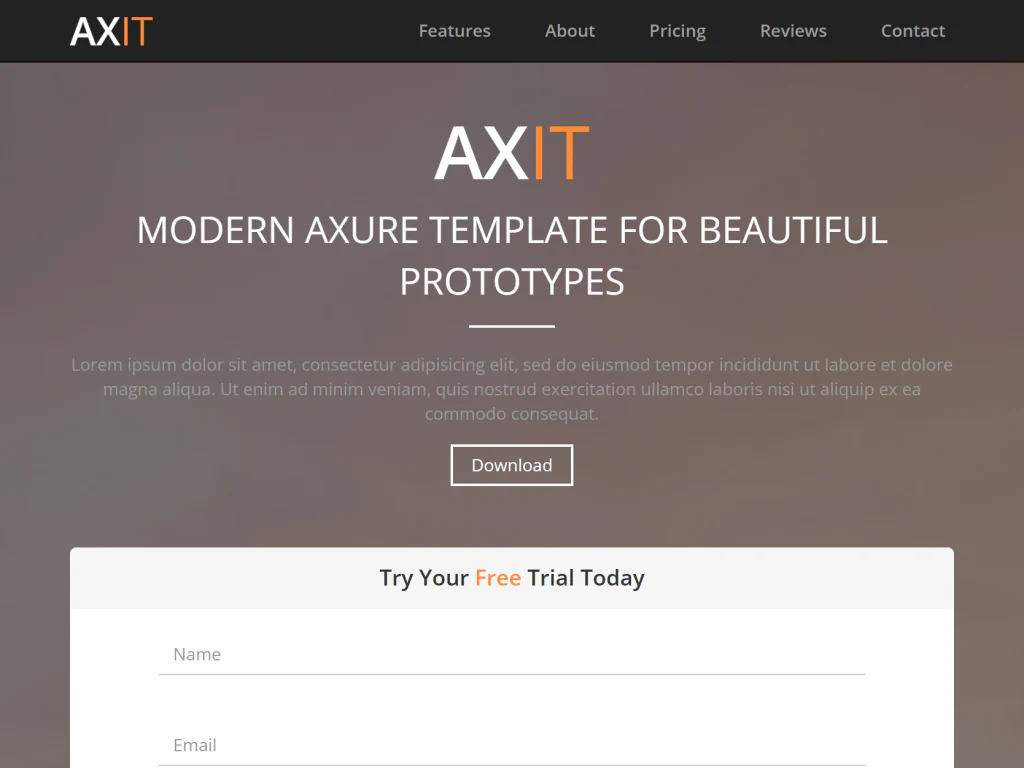 AXIT
Features About Pricing Reviews Contact
AXIT
MODERN AXURE TEMPLATE FOR BEAUTIFUL
PROTOTYPES
Lorem ipsum dolor sit amet, consectetur adipisicing elit, sed do eiusmod tempor incididunt ut labore et dolore
magna aliqua. Ut enim ad minim veniam, quis nostrud exercitation ullamco laboris nisi ut aliquip ex ea
commodo consequat.
Download
Try Your Free Trial Today
Name
Email